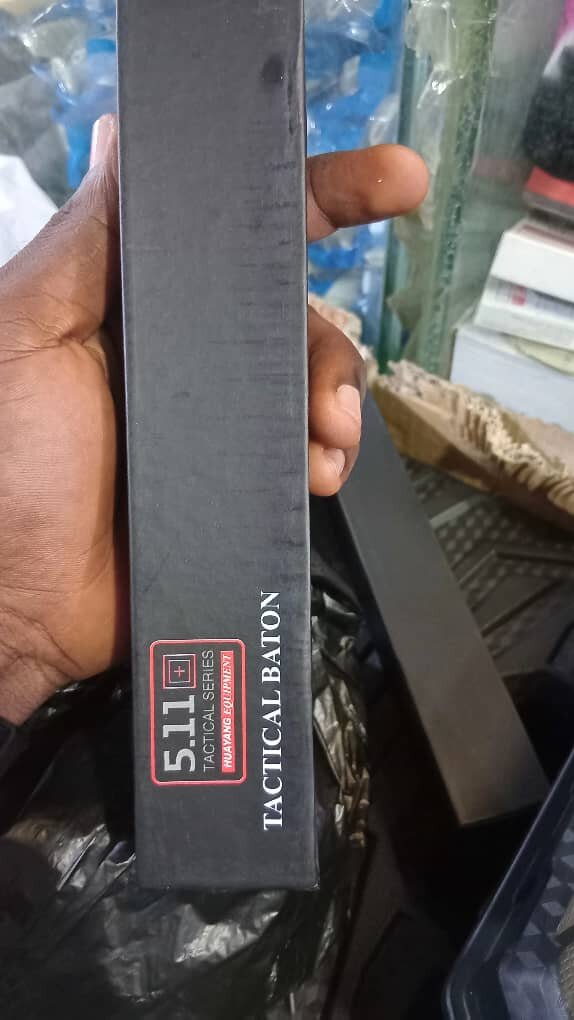 5.11
TACTICAL SERIES
HUAYANG EQUIPMENT
TACTICAL BATON